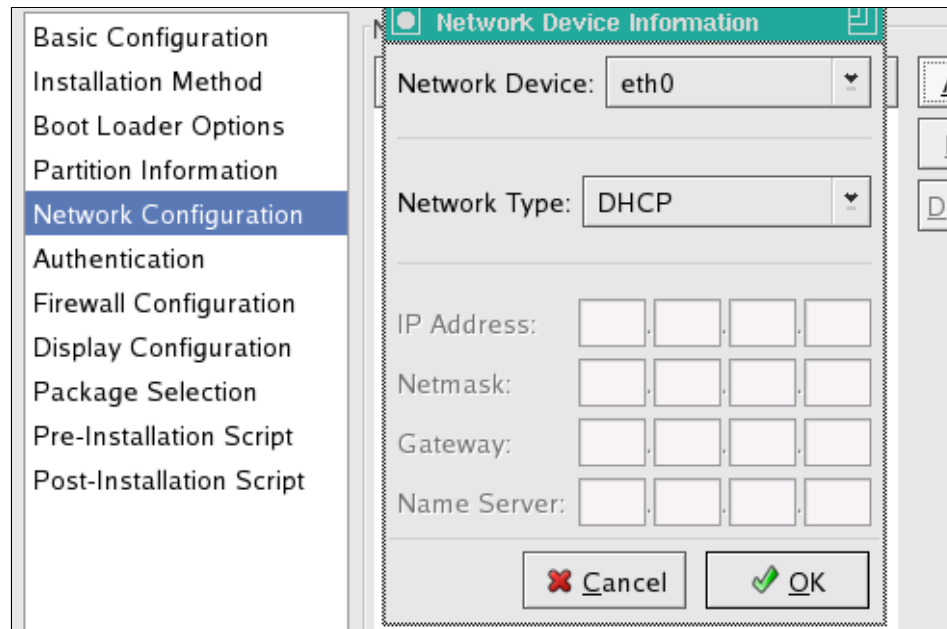 Basic Configuration
Installation Method
Boot Loader Options
Partition Information
Network Configuration
Authentication
Firewall Configuration
Display Configuration
Package Selection
Pre-Installation Script
Post-Installation Script
Network Device Information
Network Device: eth0
Network Type: DHCP
IP Address: . . .
Netmask: . . .
Gateway: . . .
Name Server: . . .
Cancel OK